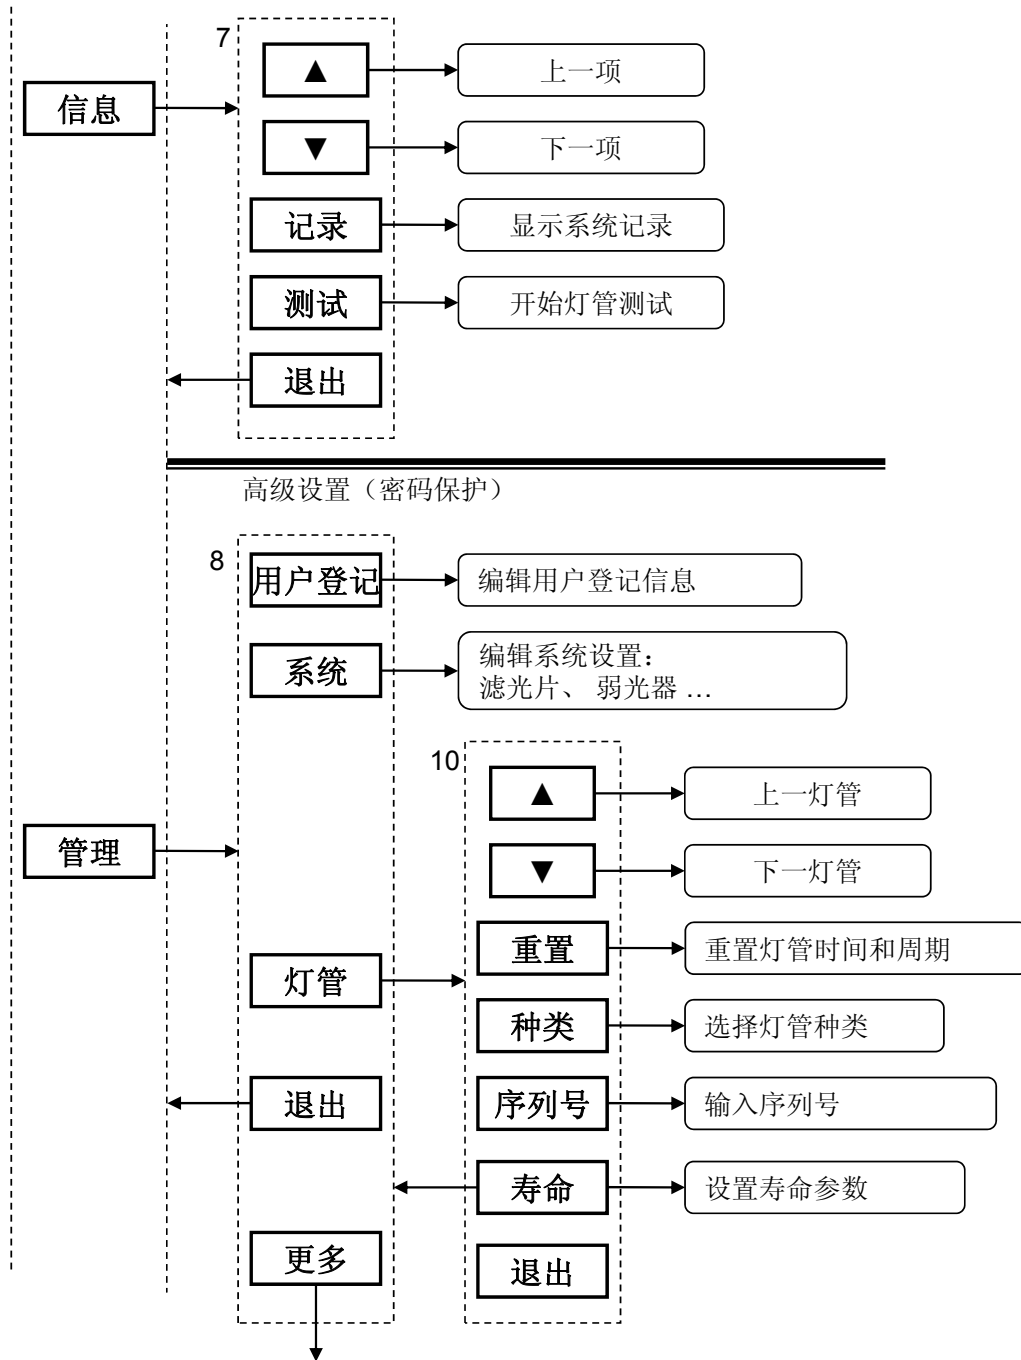 7
▲
上一项
信息
▼
下一项
记录
显示系统记录
测试
开始灯管测试
退出
高级设置（密码保护）
8
用户登记
编辑用户登记信息
系统
编辑系统设置：
滤光片、 弱光器 ...
10
▲
上一灯管
管理
▼
下一灯管
重置
重置灯管时间和周期
灯管
种类
选择灯管种类
退出
序列号
输入序列号
寿命
设置寿命参数
更多
退出